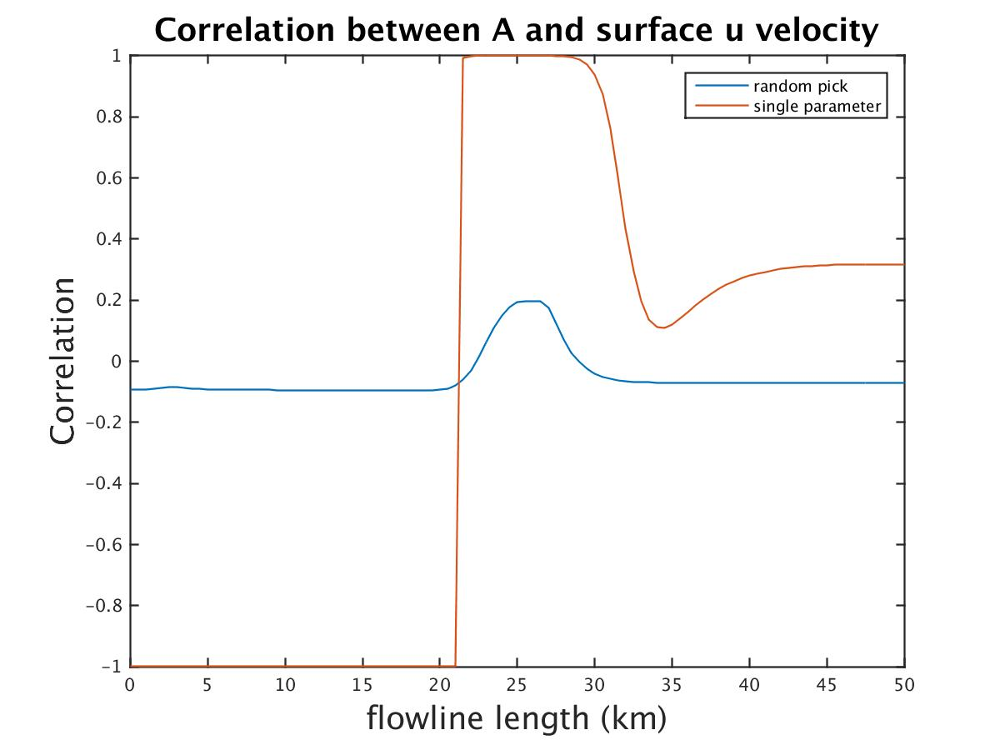 Correlation between A and surface u velocity
random pick
single parameter
Correlation
1
0.8
0.6
0.4
0.2
0
−0.2
−0.4
−0.6
−0.8
−1
0 5 10 15 20 25 30 35 40 45 50
flowline length (km)